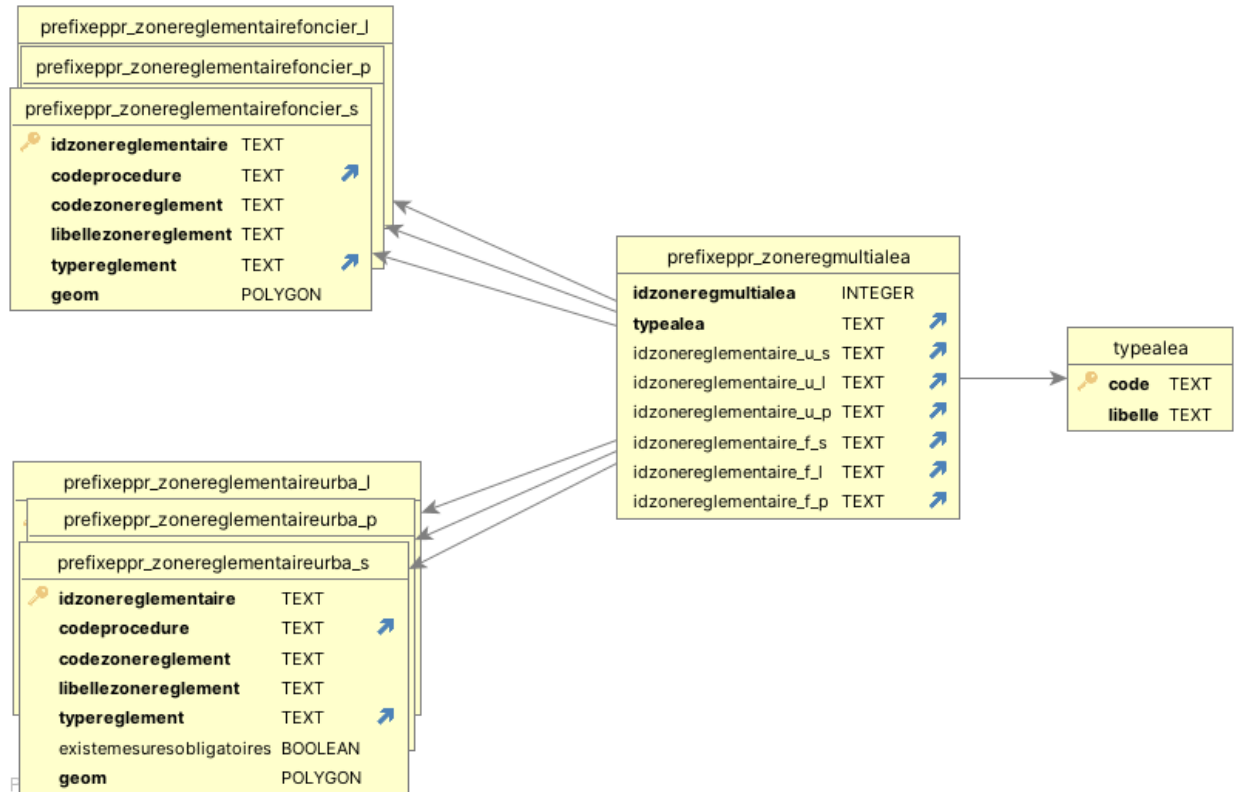 prefixeppr_zonereglementairefoncier_l
prefixeppr_zonereglementairefoncier_p
prefixeppr_zonereglementairefoncier_s
idzonereglementaire TEXT
codeprocedure TEXT
codezonereglement TEXT
libellezonereglement TEXT
typereglement TEXT
geom POLYGON
prefixeppr_zoneregmultialea
idzoneregmultialea INTEGER
typealea TEXT
idzonereglementaire_u_s TEXT
idzonereglementaire_u_l TEXT
idzonereglementaire_u_p TEXT
idzonereglementaire_f_s TEXT
idzonereglementaire_f_l TEXT
idzonereglementaire_f_p TEXT
typealea
code TEXT
libelle TEXT
prefixeppr_zonereglementaireurba_l
prefixeppr_zonereglementaireurba_p
prefixeppr_zonereglementaireurba_s
idzonereglementaire TEXT
codeprocedure TEXT
codezonereglement TEXT
libellezonereglement TEXT
typereglement TEXT
existemesuresobligatoires BOOLEAN
geom POLYGON